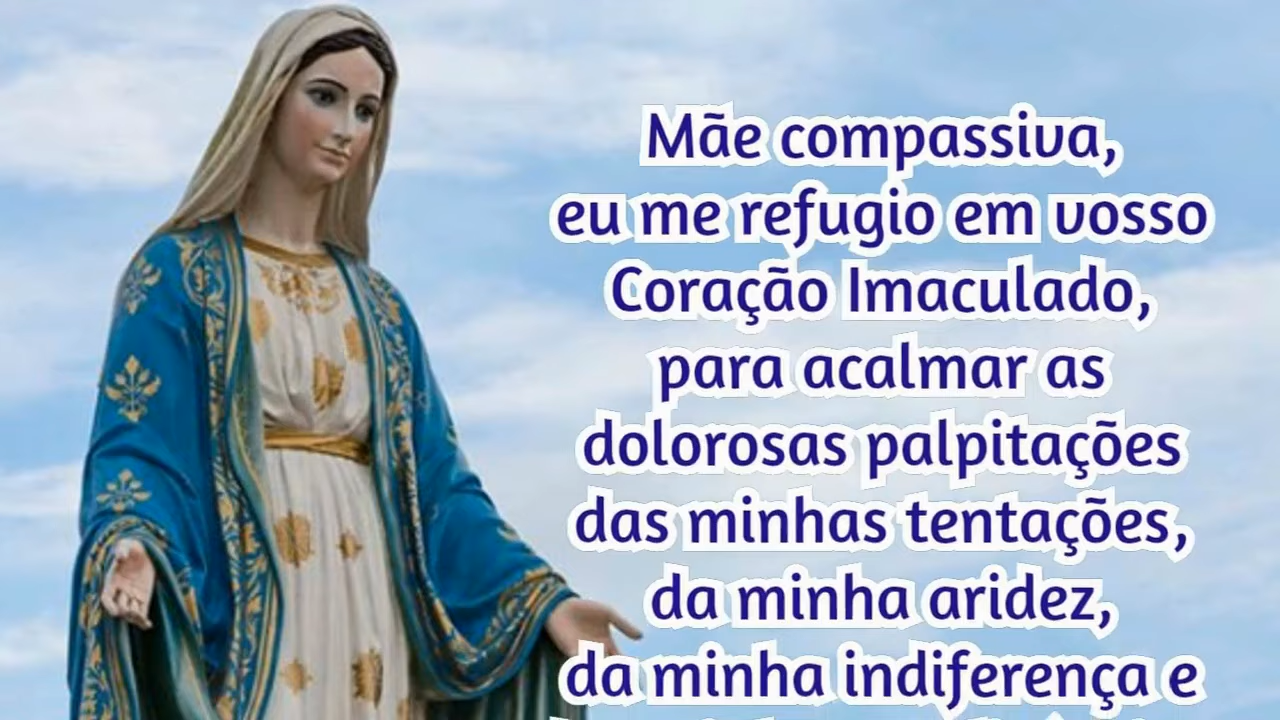 Mãe compassiva,
eu me refugio em vosso
Coração Imaculado,
para acalmar as
dolorosas palpitações
das minhas tentações,
da minha aridez,
da minha indiferença e